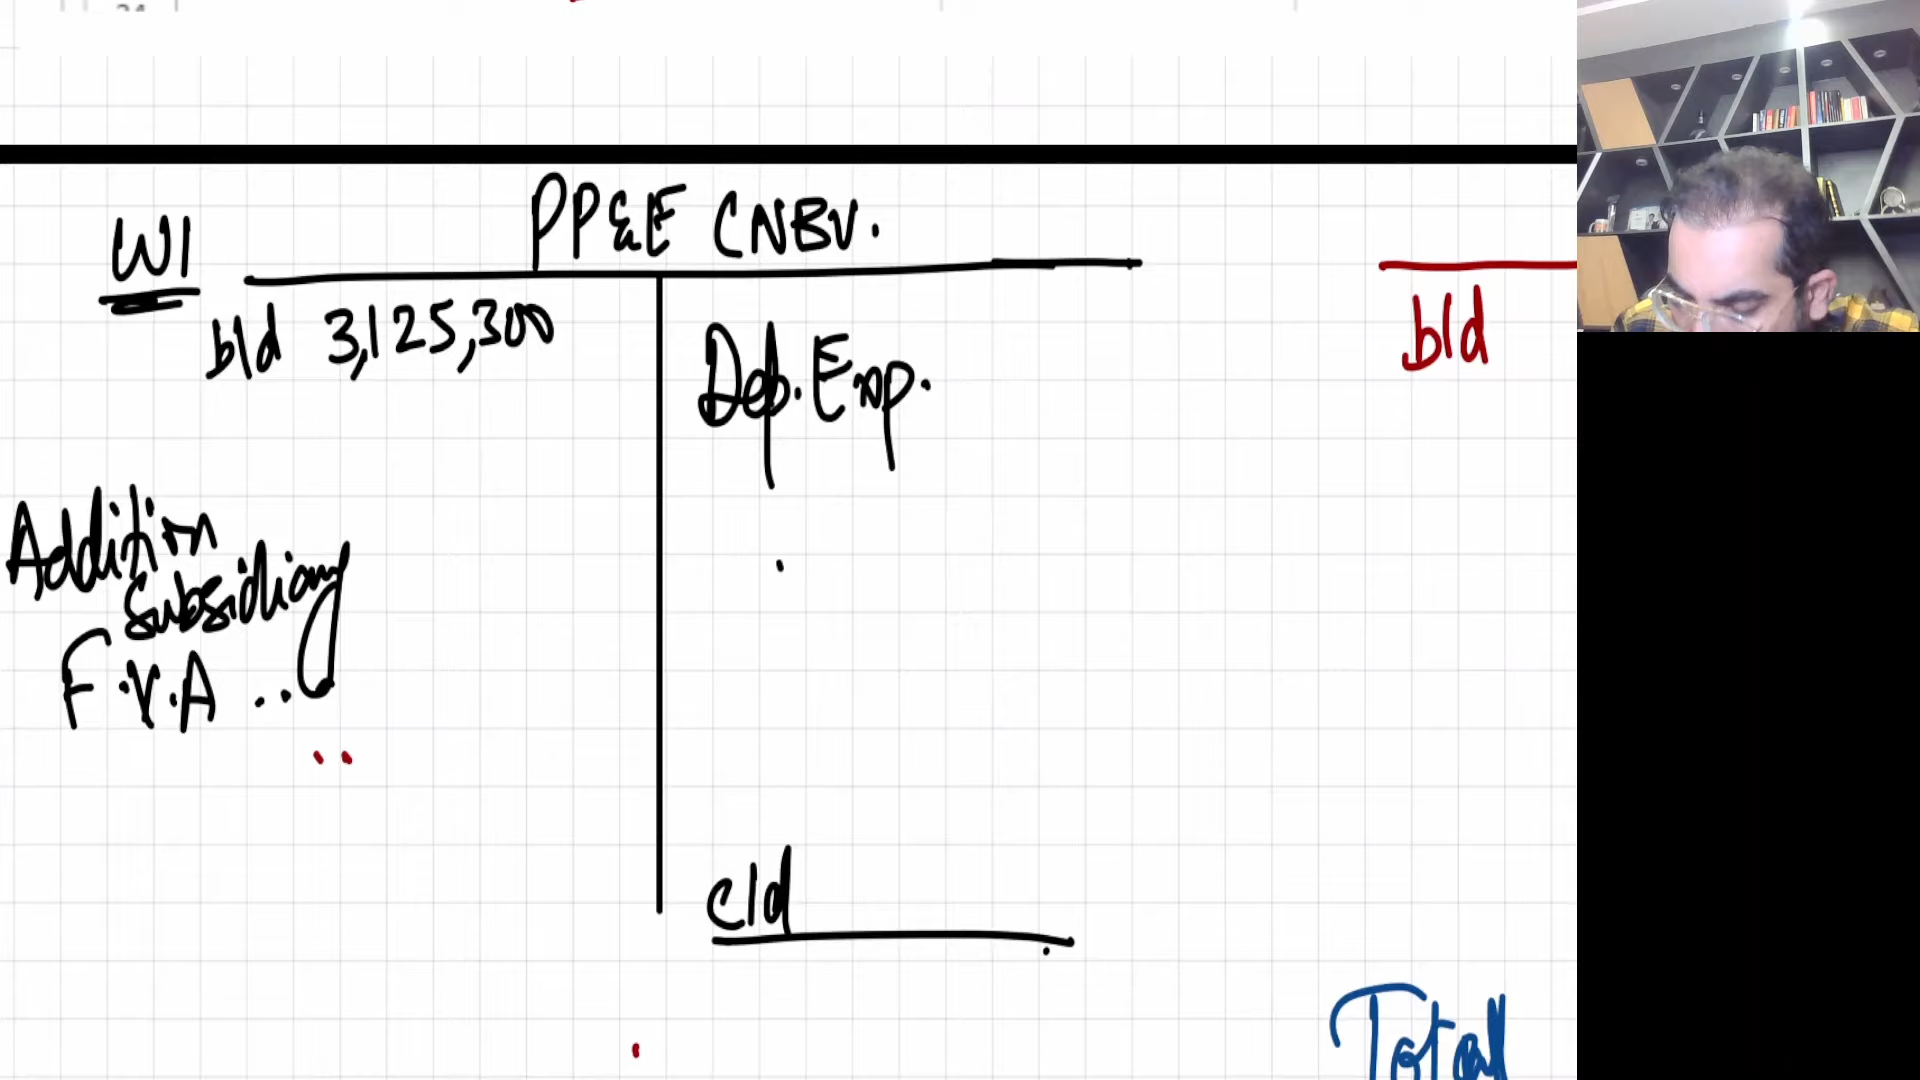 W1
PP&E CNBV.
b/d 3,125,300
Dep. Exp.
b/d
Addition
subsidiary
F.V.A ..
c/d
Total